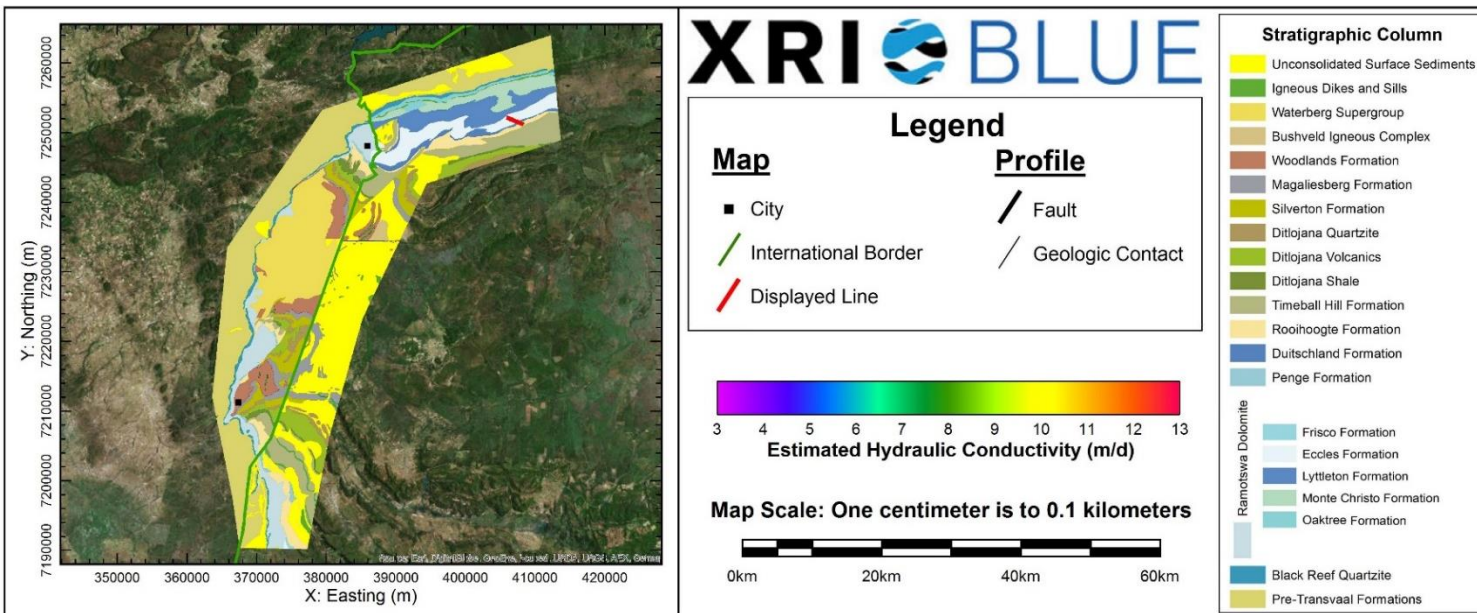 Y: Northing (m)
7260000
7250000
7240000
7230000
7220000
7210000
7200000
7190000
350000 360000 370000 380000 390000 400000 410000 420000
X: Easting (m)
XRI BLUE
Legend
Map
City
International Border
Displayed Line
Profile
Fault
Geologic Contact
3 4 5 6 7 8 9 10 11 12 13
Estimated Hydraulic Conductivity (m/d)
Map Scale: One centimeter is to 0.1 kilometers
0km 20km 40km 60km
Stratigraphic Column
Unconsolidated Surface Sediments
Igneous Dikes and Sills
Waterberg Supergroup
Bushveld Igneous Complex
Woodlands Formation
Magaliesberg Formation
Silverton Formation
Ditlojana Quartzite
Ditlojana Volcanics
Ditlojana Shale
Timeball Hill Formation
Rooihoogte Formation
Duitschland Formation
Penge Formation
Ramotswa Dolomite
Frisco Formation
Eccles Formation
Lyttleton Formation
Monte Christo Formation
Oaktree Formation
Black Reef Quartzite
Pre-Transvaal Formations